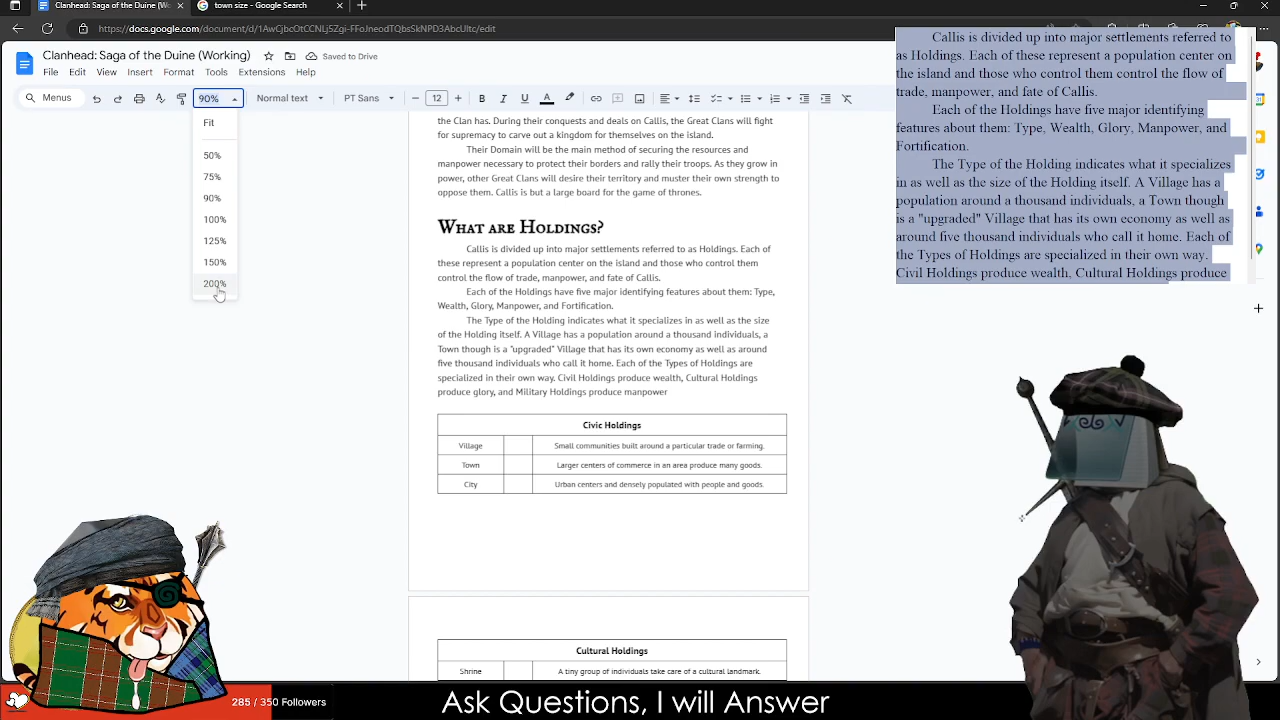 Clanhead: Saga of the Dune (W
town size - Google Search
https://docs.google.com/document/d/1AwCjbcOtCCNLj5Zgi-FFoJneodTQbsSkNPD3AbcUltc/edit
Clanhead: Saga of the Dune (Working)
Saved to Drive
File Edit View Insert Format Tools Extensions Help
Menus 90% Normal text PT Sans 12 B I U A
Fit
50%
75%
90%
100%
125%
150%
200%
the Clan has. During their conquests and deals on Callis, the Great Clans will fight
for supremacy to carve out a kingdom for themselves on the island.
Their Domain will be the main method of securing the resources and
manpower necessary to protect their borders and rally their troops. As they grow in
power, other Great Clans will desire their territory and muster their own strength to
oppose them. Callis is but a large board for the game of thrones.
What are Holdings?
Callis is divided up into major settlements referred to as Holdings. Each of
these represent a population center on the island and those who control them
control the flow of trade, manpower, and fate of Callis.
Each of the Holdings have five major identifying features about them: Type,
Wealth, Glory, Manpower, and Fortification.
The Type of the Holding indicates what it specializes in as well as the size
of the Holding itself. A Village has a population around a thousand individuals, a
Town though is a "upgraded" Village that has its own economy as well as around
five thousand individuals who call it home. Each of the Types of Holdings are
specialized in their own way. Civil Holdings produce wealth, Cultural Holdings
produce glory, and Military Holdings produce manpower
Civic Holdings
Village Small communities built around a particular trade or farming.
Town Larger centers of commerce in an area produce many goods.
City Urban centers and densely populated with people and goods.
Cultural Holdings
Shrine A tiny group of individuals take care of a cultural landmark.
Callis is divided up into major settlements referred to
as Holdings. Each of those who control the flow of
trade, manpower, and fate of Callis.
Each of the Holdings have five major identifying
features about them: Type, Wealth, Glory, Manpower, and
Fortification.
The Type of the Holding indicates what it specializes
in as well as the size of the Holding itself. A Village has a
population around a thousand individuals, a Town though
is an "upgraded" Village that has its own economy as well as
around five thousand individuals who call it home. Each of
the Types of Holdings are specialized in their own way.
Civil Holdings produce wealth, Cultural Holdings produce
285 / 350 Followers
Ask Questions, I will Answer